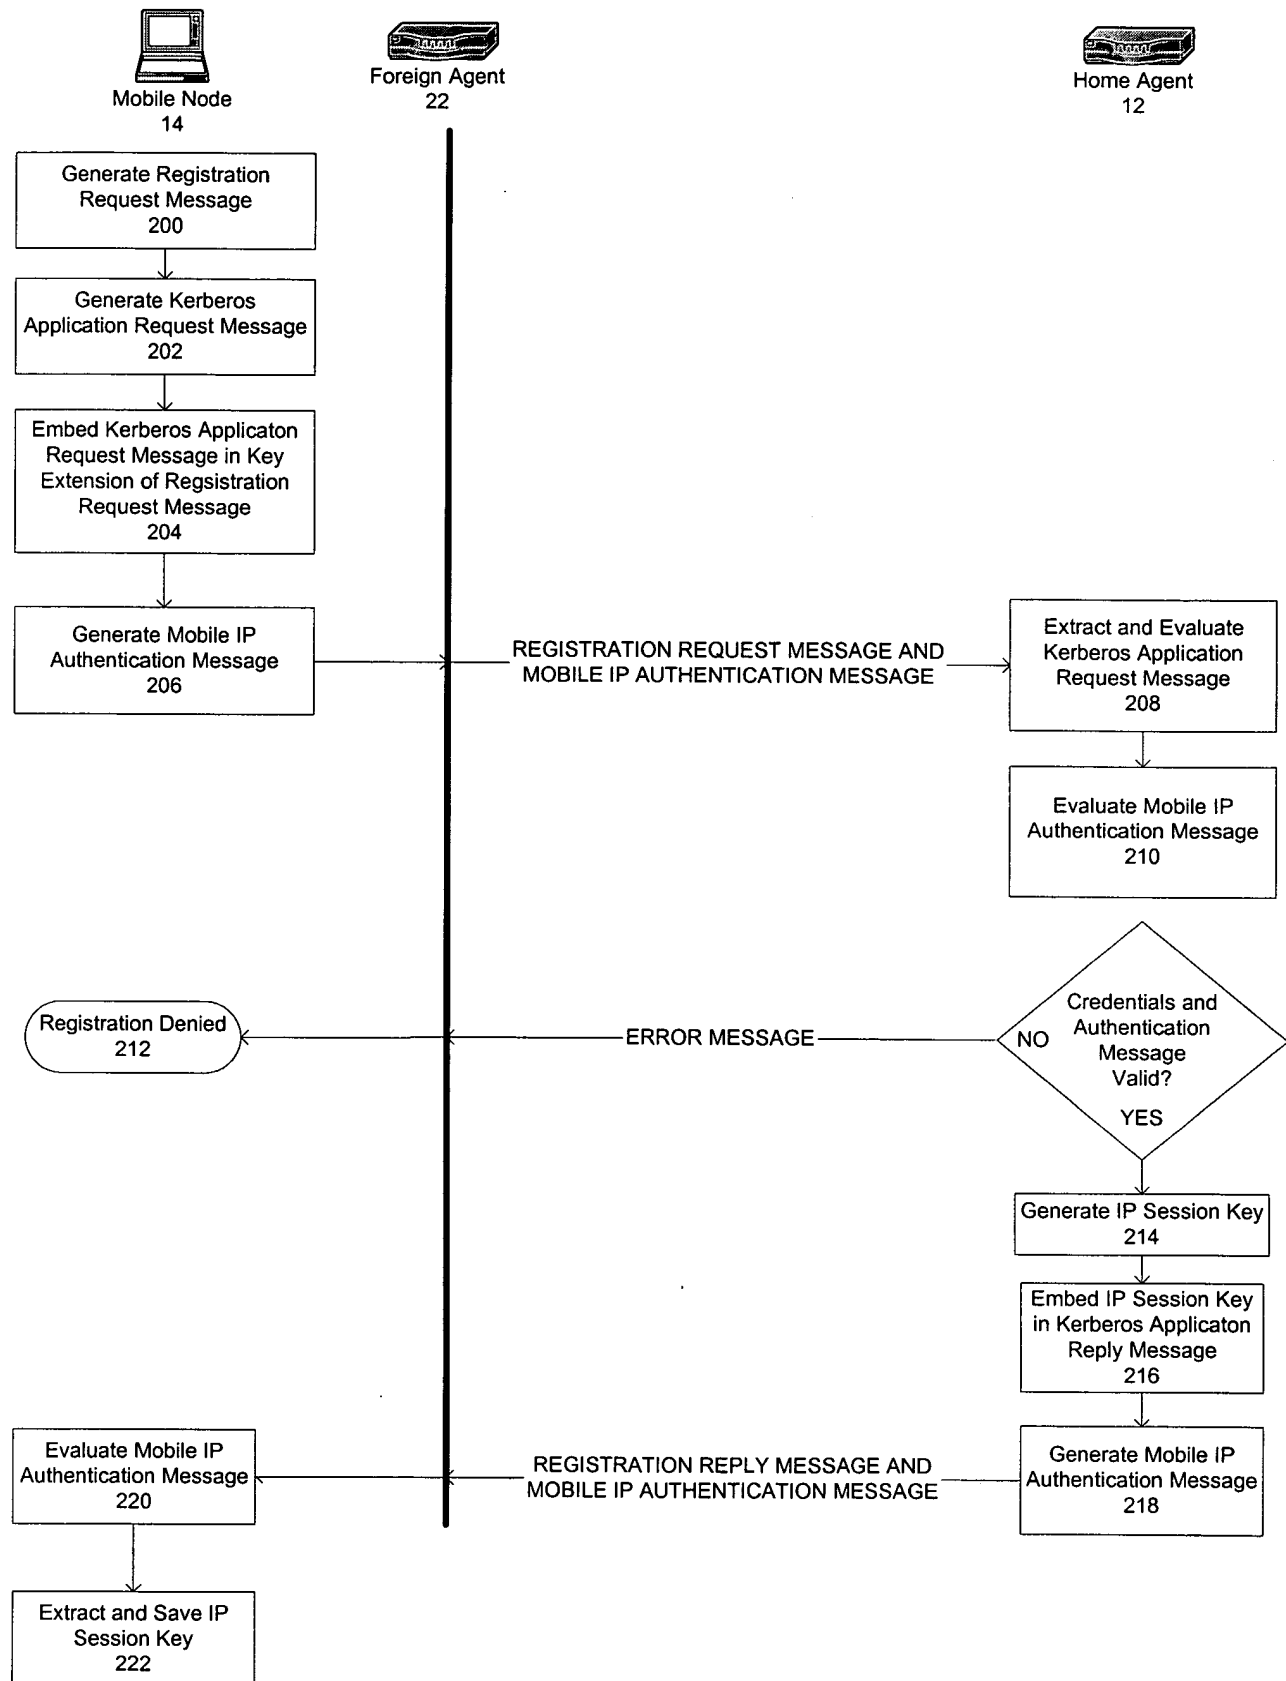 Mobile Node
14
Foreign Agent
22
Home Agent
12
Generate Registration
Request Message
200
Generate Kerberos
Application Request Message
202
Embed Kerberos Applicaton
Request Message in Key
Extension of Regsistration
Request Message
204
Generate Mobile IP
Authentication Message
206
REGISTRATION REQUEST MESSAGE AND
MOBILE IP AUTHENTICATION MESSAGE
Extract and Evaluate
Kerberos Application
Request Message
208
Evaluate Mobile IP
Authentication Message
210
Credentials and
Authentication
Message
Valid?
NO
YES
ERROR MESSAGE
Registration Denied
212
Generate IP Session Key
214
Embed IP Session Key
in Kerberos Applicaton
Reply Message
216
Generate Mobile IP
Authentication Message
218
REGISTRATION REPLY MESSAGE AND
MOBILE IP AUTHENTICATION MESSAGE
Evaluate Mobile IP
Authentication Message
220
Extract and Save IP
Session Key
222